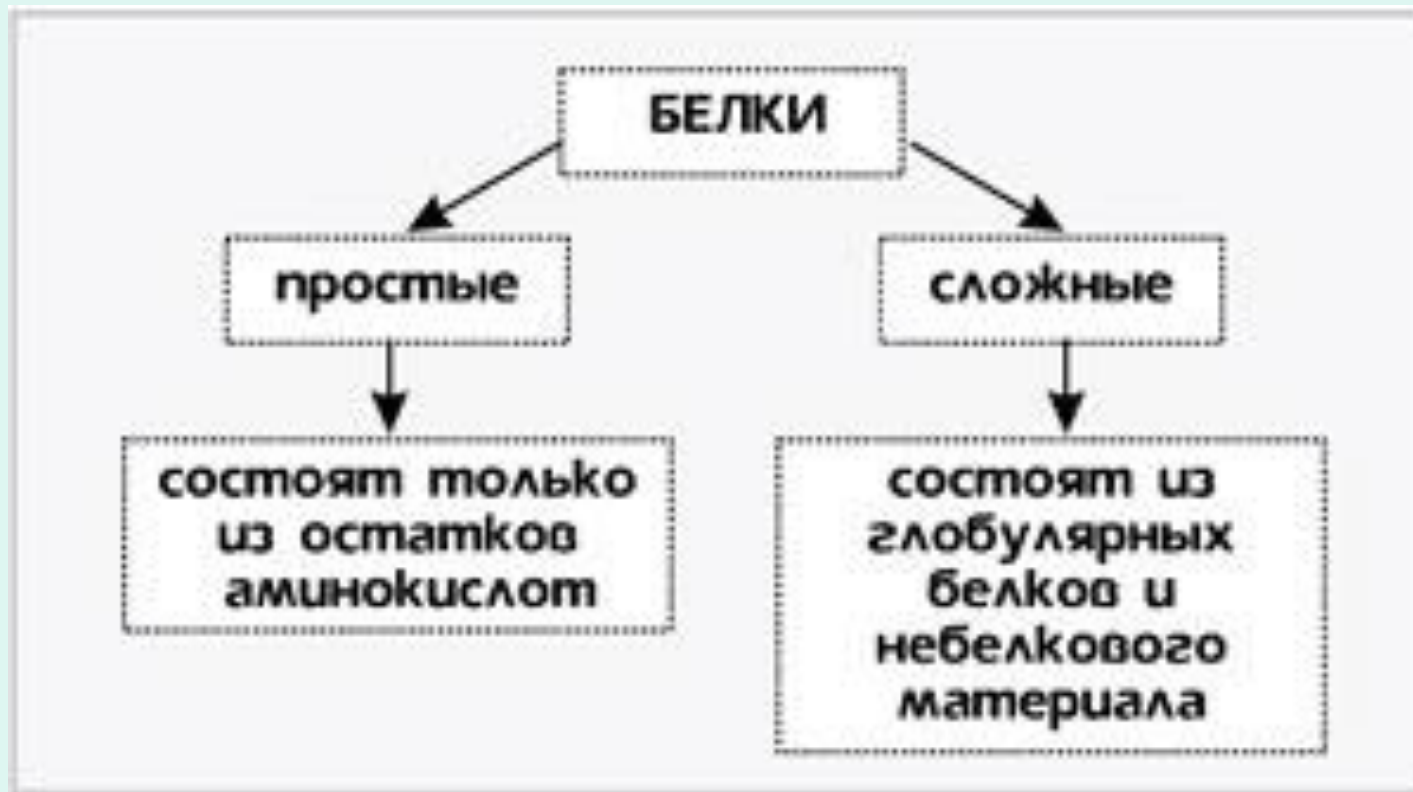 БЕЛКИ
простые
сложные
состоят только
из остатков
аминокислот
состоят из
глобулярных
белков и
небелкового
материала